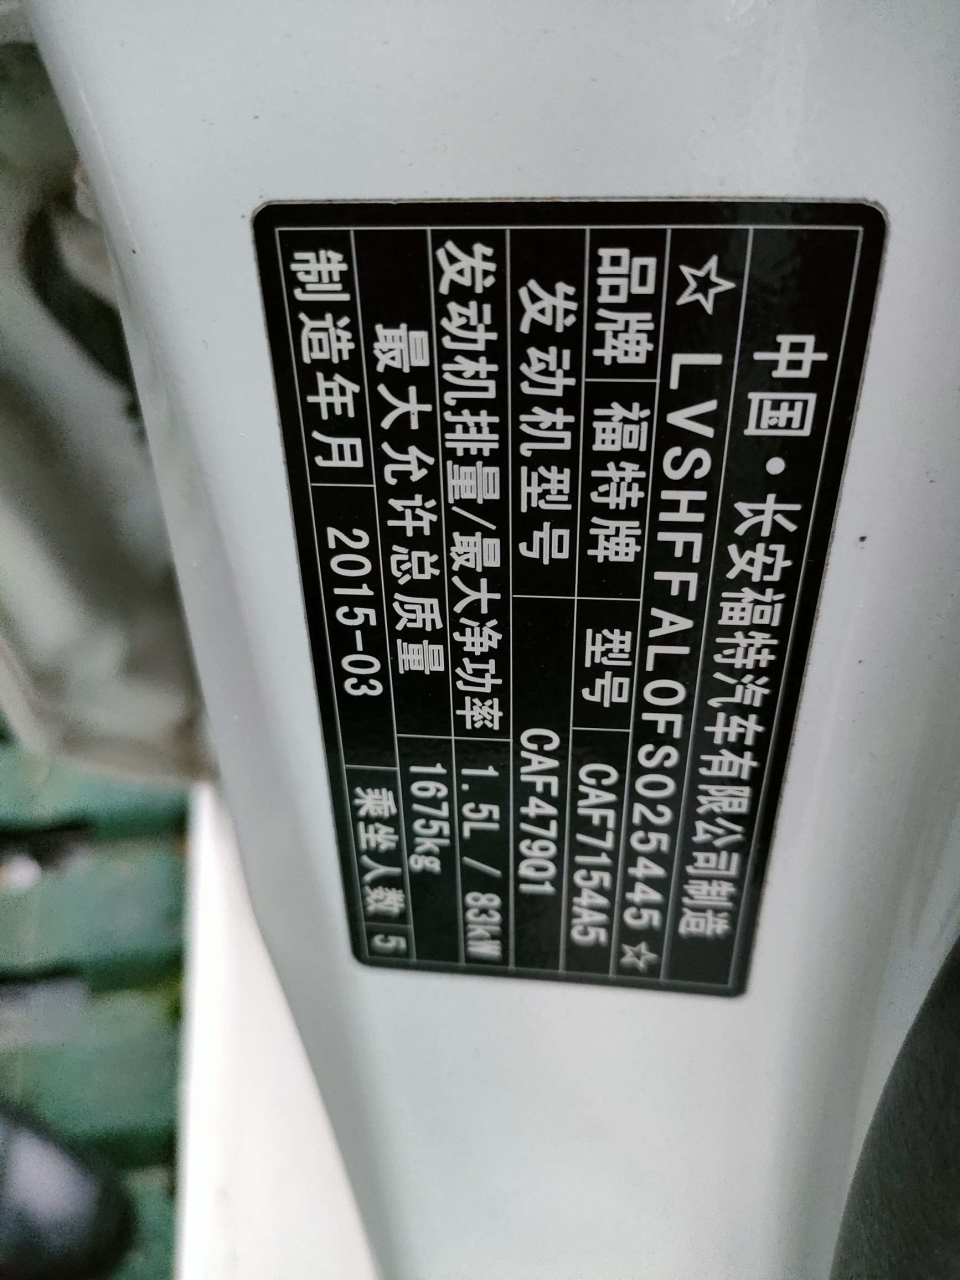 中国·长安福特汽车有限公司制造
☆LVSHFFAL0FS025445☆
品牌 福特牌 型号 CAF7154A5
发动机型号 CAF479Q1
发动机排量/最大净功率 1.5L / 83kW
最大允许总质量 1675kg
制造年月 2015-03 乘坐人数 5